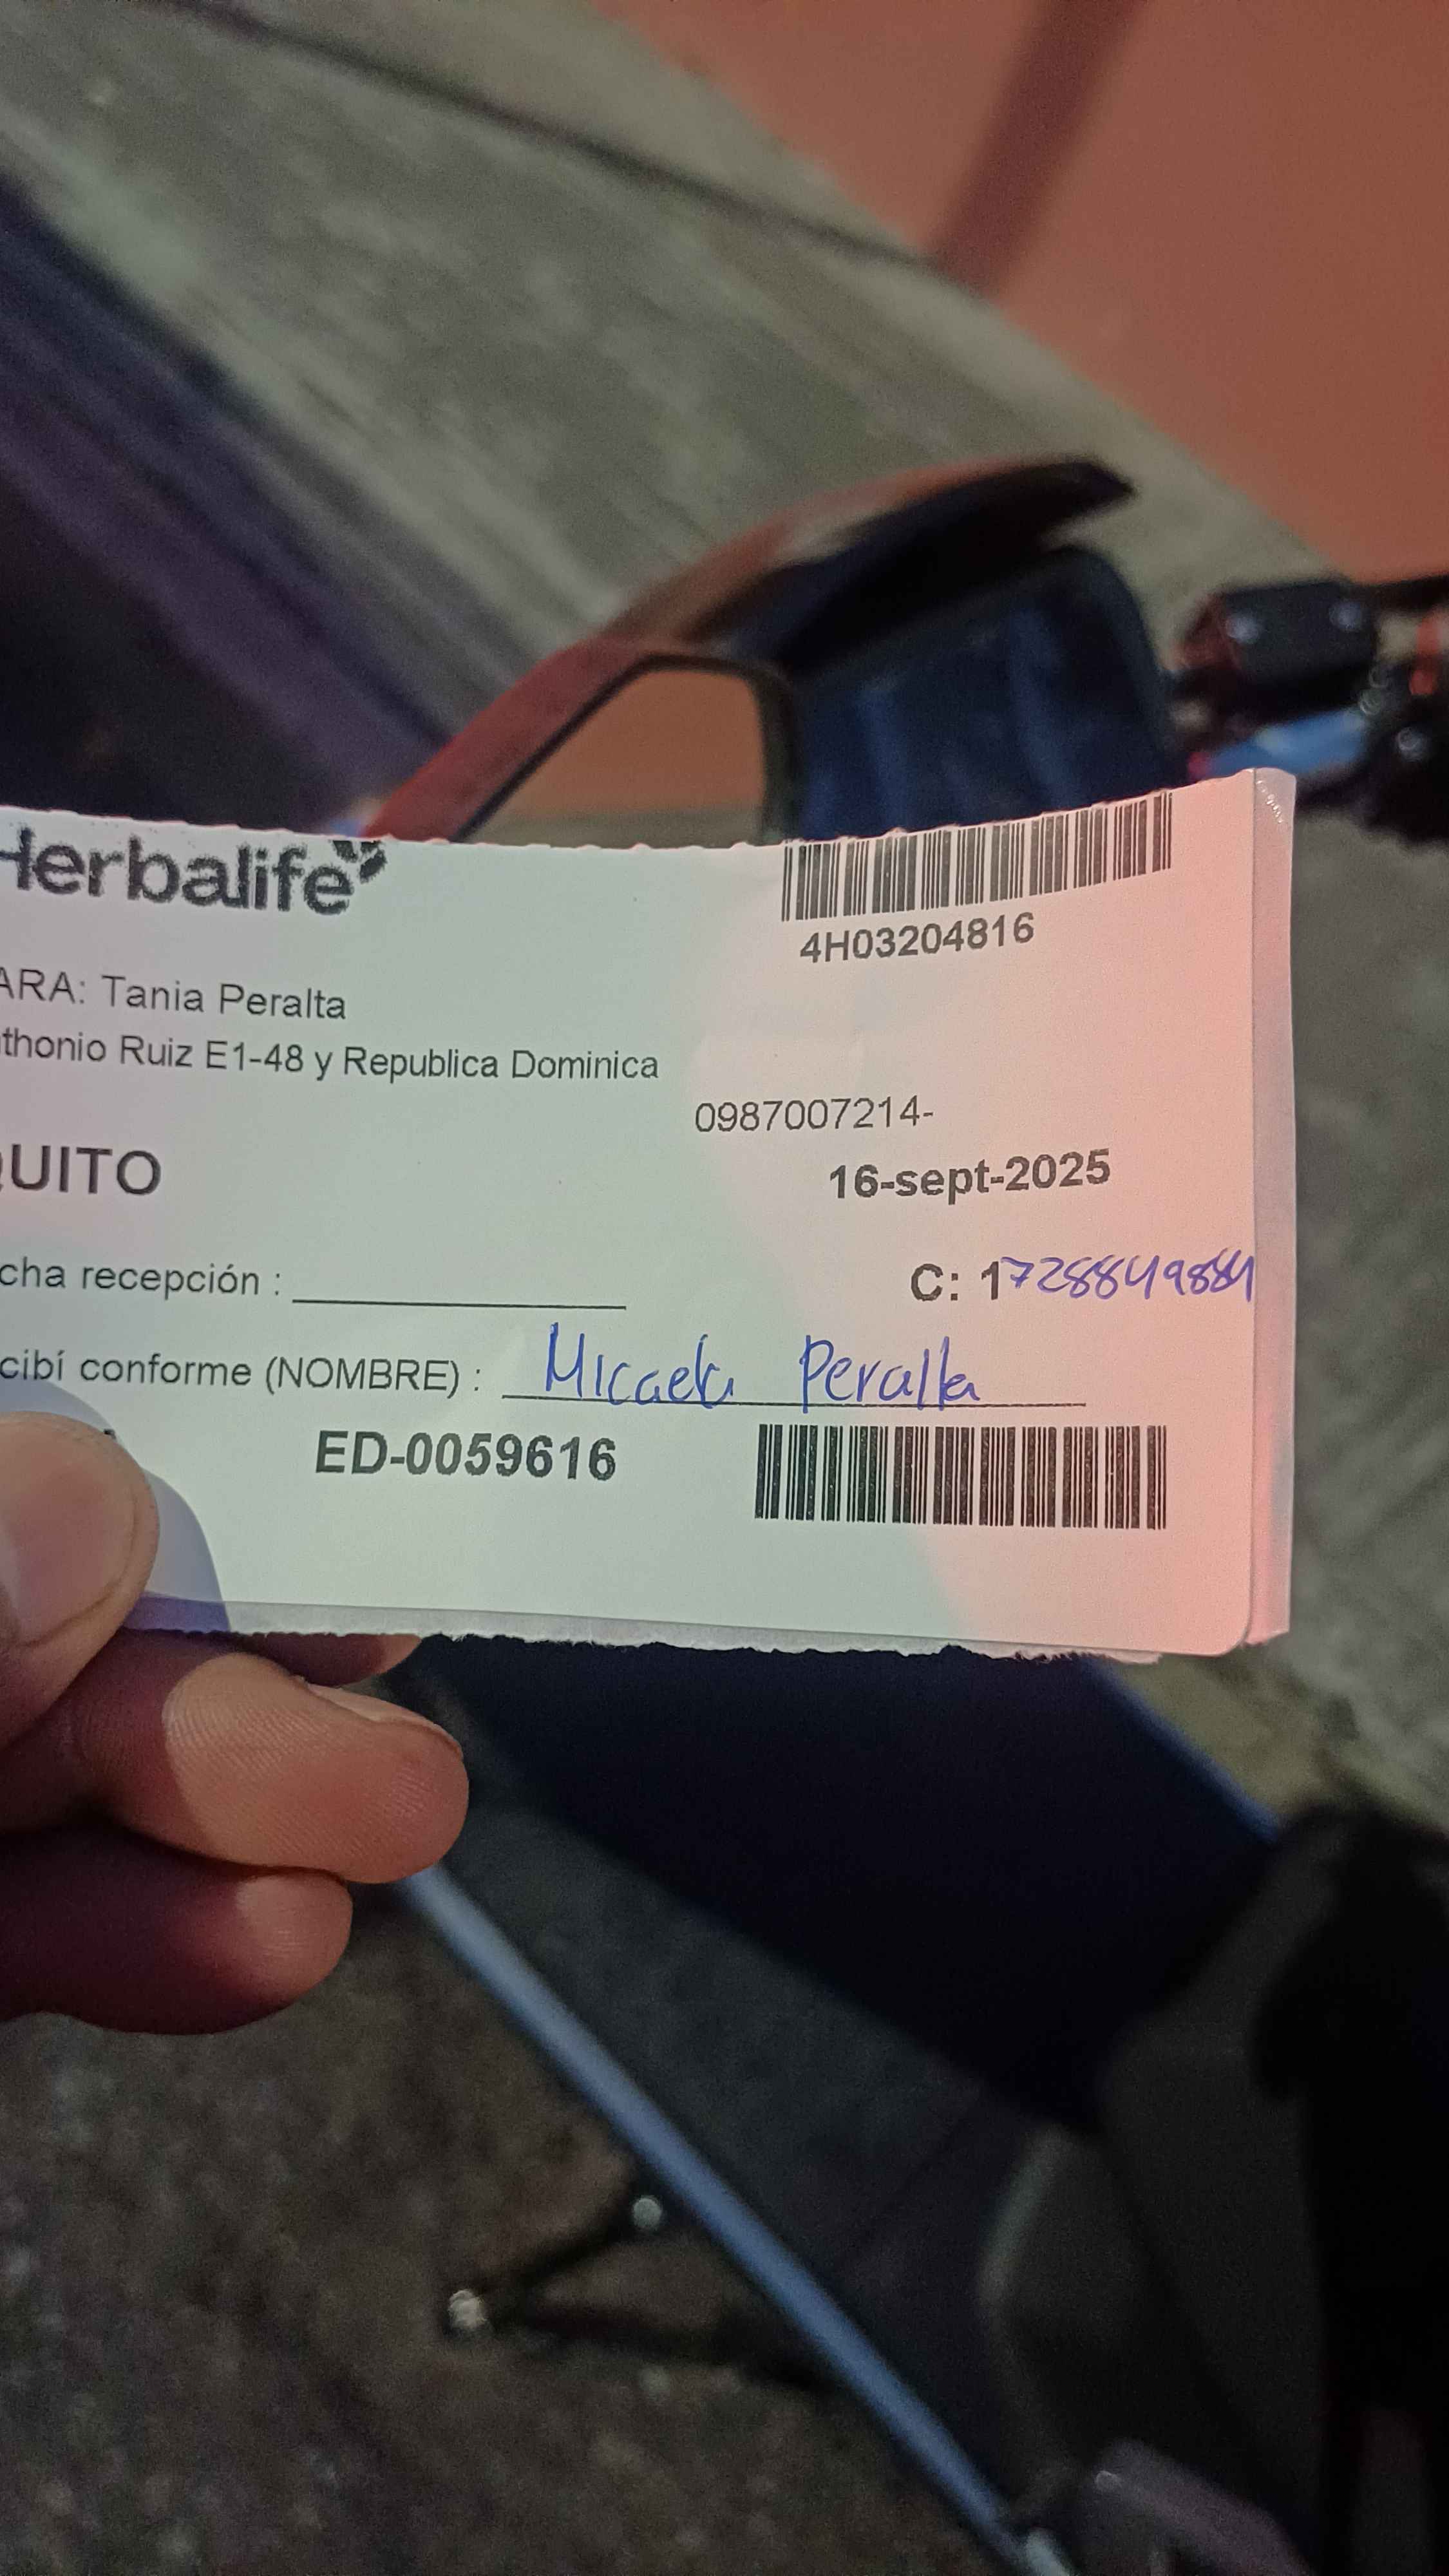 Herbalife
4H03204816
ARA: Tania Peralta
thonio Ruiz E1-48 y Republica Dominica
0987007214-
QUITO
16-sept-2025
cha recepción : 
C: 1728849884
cibí conforme (NOMBRE) : Micaela Peralta
ED-0059616